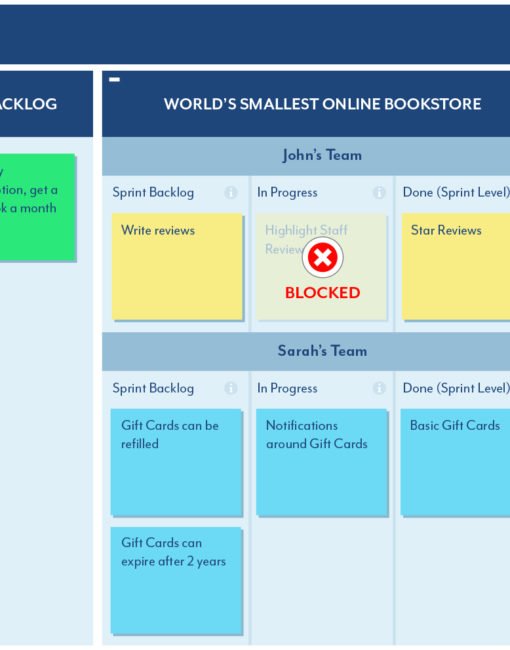 ACKLOG
y
tion, get a
k a month
WORLD'S SMALLEST ONLINE BOOKSTORE
John's Team
Sprint Backlog
In Progress
Done (Sprint Level)
Write reviews
Highlight Staff
Review
BLOCKED
Star Reviews
Sarah's Team
Sprint Backlog
In Progress
Done (Sprint Level)
Gift Cards can be
refilled
Notifications
around Gift Cards
Basic Gift Cards
Gift Cards can
expire after 2 years